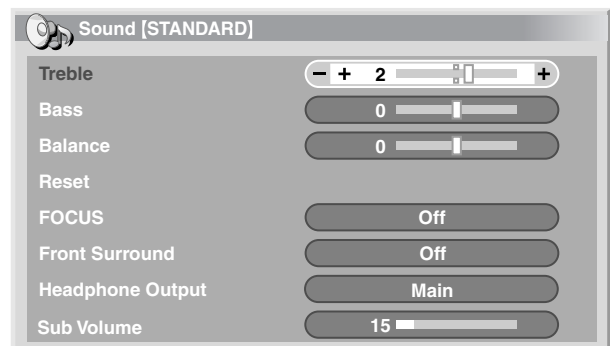 Sound [STANDARD]
Treble − + 2 +
Bass 0
Balance 0
Reset
FOCUS Off
Front Surround Off
Headphone Output Main
Sub Volume 15